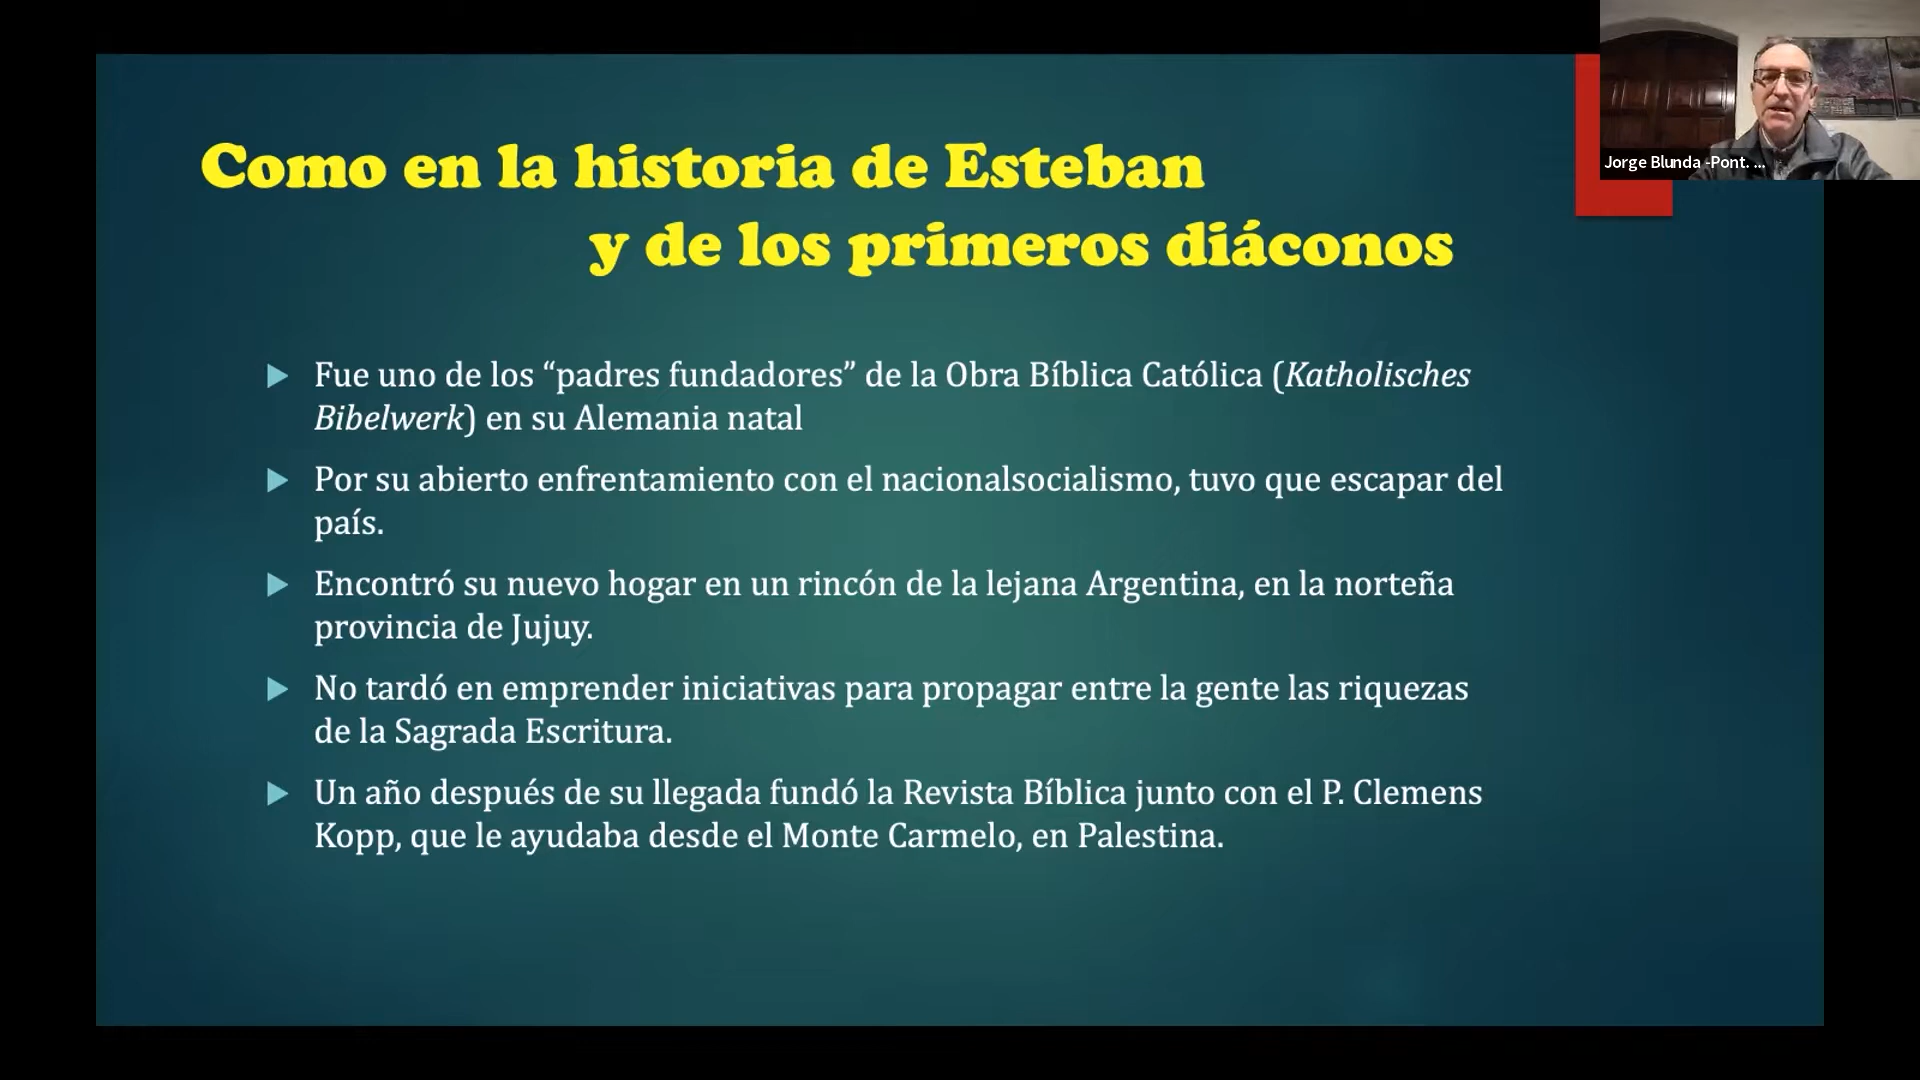 Jorge Blunda -Pont. ...
Como en la historia de Esteban
y de los primeros diáconos
Fue uno de los “padres fundadores” de la Obra Bíblica Católica (Katholisches
Bibelwerk) en su Alemania natal
Por su abierto enfrentamiento con el nacionalsocialismo, tuvo que escapar del
país.
Encontró su nuevo hogar en un rincón de la lejana Argentina, en la norteña
provincia de Jujuy.
No tardó en emprender iniciativas para propagar entre la gente las riquezas
de la Sagrada Escritura.
Un año después de su llegada fundó la Revista Bíblica junto con el P. Clemens
Kopp, que le ayudaba desde el Monte Carmelo, en Palestina.